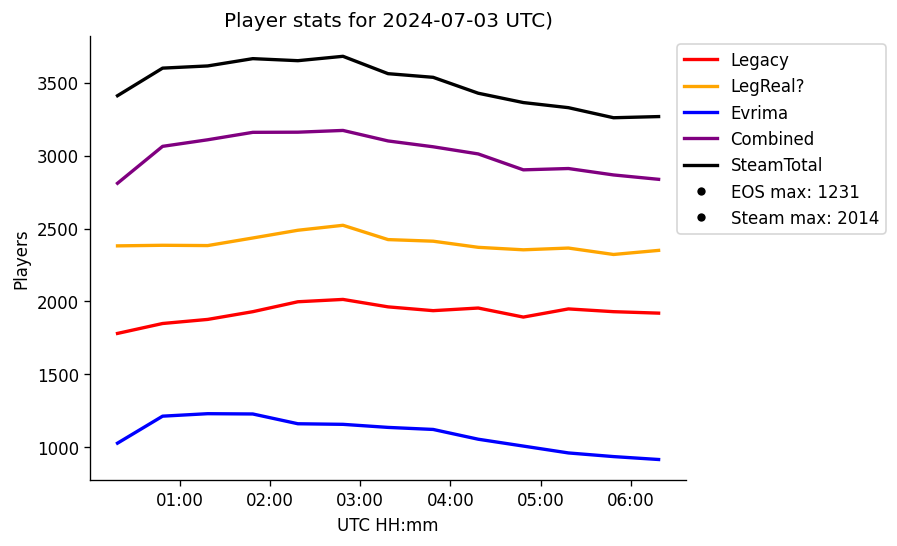 Player stats for 2024-07-03 UTC)
Legacy
LegReal?
Evrima
Combined
SteamTotal
EOS max: 1231
Steam max: 2014
Players
3500
3000
2500
2000
1500
1000
01:00 02:00 03:00 04:00 05:00 06:00
UTC HH:mm